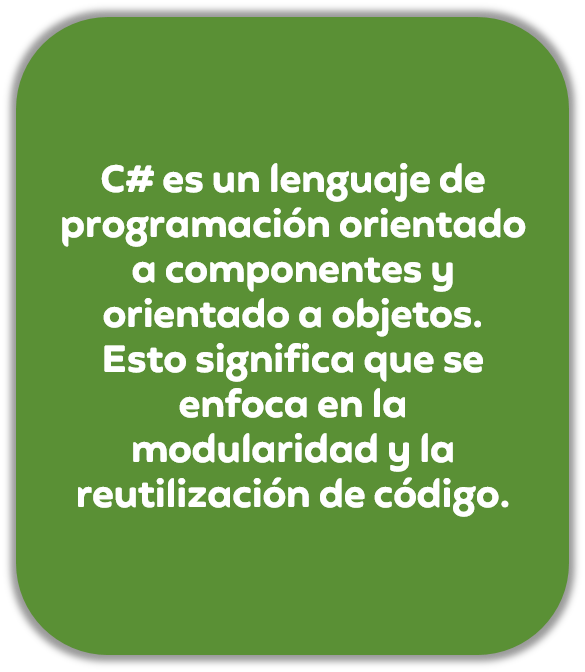 C# es un lenguaje de
programación orientado
a componentes y
orientado a objetos.
Esto significa que se
enfoca en la
modularidad y la
reutilización de código.